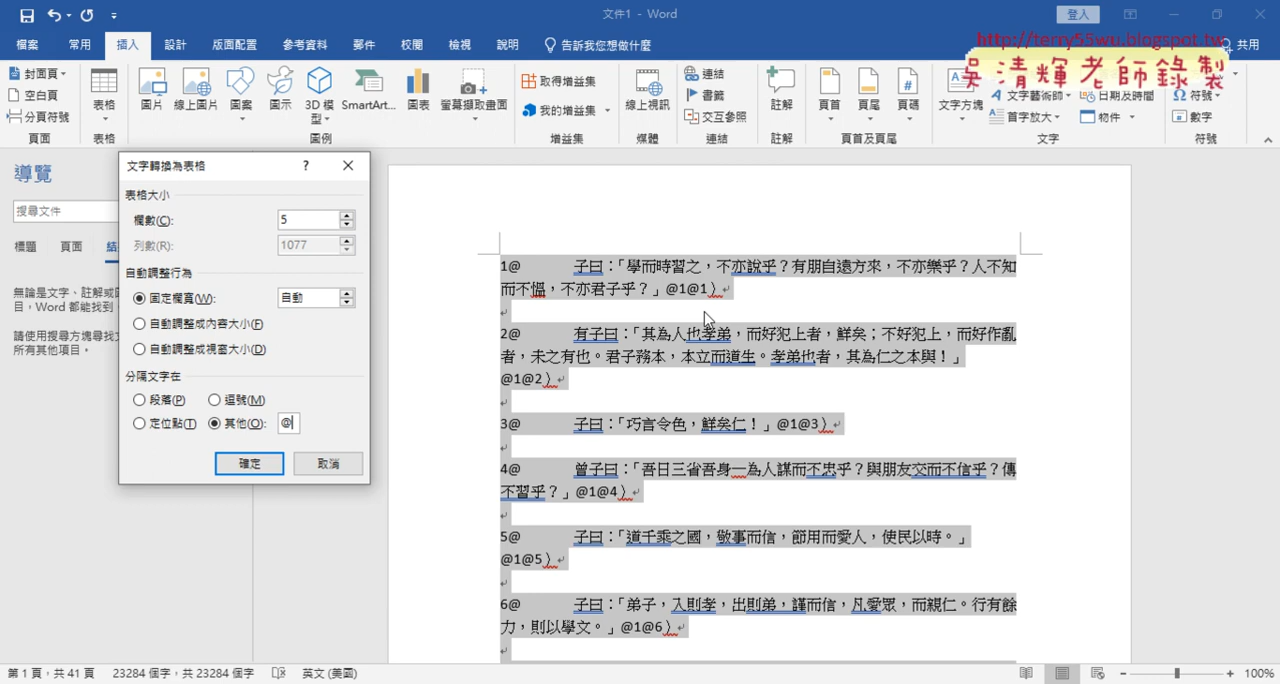 文件1 - Word
登入
http://terry55wu.blogspot.tw
吳清輝老師錄製
檔案 常用 插入 設計 版面配置 參考資料 郵件 校閱 檢視 說明 告訴我您想做什麼 共用
封面頁
空白頁
分頁符號
頁面
表格
表格
圖片 線上圖片 圖案 圖示 3D 模型 SmartArt... 圖表 螢幕擷取畫面
圖例
取得增益集
我的增益集
增益集
線上視訊
媒體
連結
書籤
交互參照
連結
註解
註解
頁首 頁尾 頁碼
頁首及頁尾
文字方塊
文字藝術師
首字放大
日期及時間
物件
文字
符號
數字
符號
導覽
搜尋文件
標題 頁面 結
無論是文字、註解或圖
目,Word 都能找到
請使用搜尋方塊尋找文
所有其他項目。
文字轉換為表格 ?
表格大小
欄數(C): 5
列數(R): 1077
自動調整行為
固定欄寬(W): 自動
自動調整成內容大小(F)
自動調整成視窗大小(D)
分隔文字在
段落(P) 逗號(M)
定位點(T) 其他(O): @
確定 取消
1@ 子曰:「學而時習之,不亦說乎?有朋自遠方來,不亦樂乎?人不知
而不慍,不亦君子乎?」@1@1)
2@ 有子曰:「其為人也孝弟,而好犯上者,鮮矣;不好犯上,而好作亂
者,未之有也。君子務本,本立而道生。孝弟也者,其為仁之本與!」
@1@2)
3@ 子曰:「巧言令色,鮮矣仁!」@1@3)
4@ 曾子曰:「吾日三省吾身─為人謀而不忠乎?與朋友交而不信乎?傳
不習乎?」@1@4)
5@ 子曰:「道千乘之國,敬事而信,節用而愛人,使民以時。」
@1@5)
6@ 子曰:「弟子,入則孝,出則弟,謹而信,凡愛眾,而親仁。行有餘
力,則以學文。」@1@6)
第 1 頁,共 41 頁 23284 個字,共 23284 個字 英文 (美國) 100%